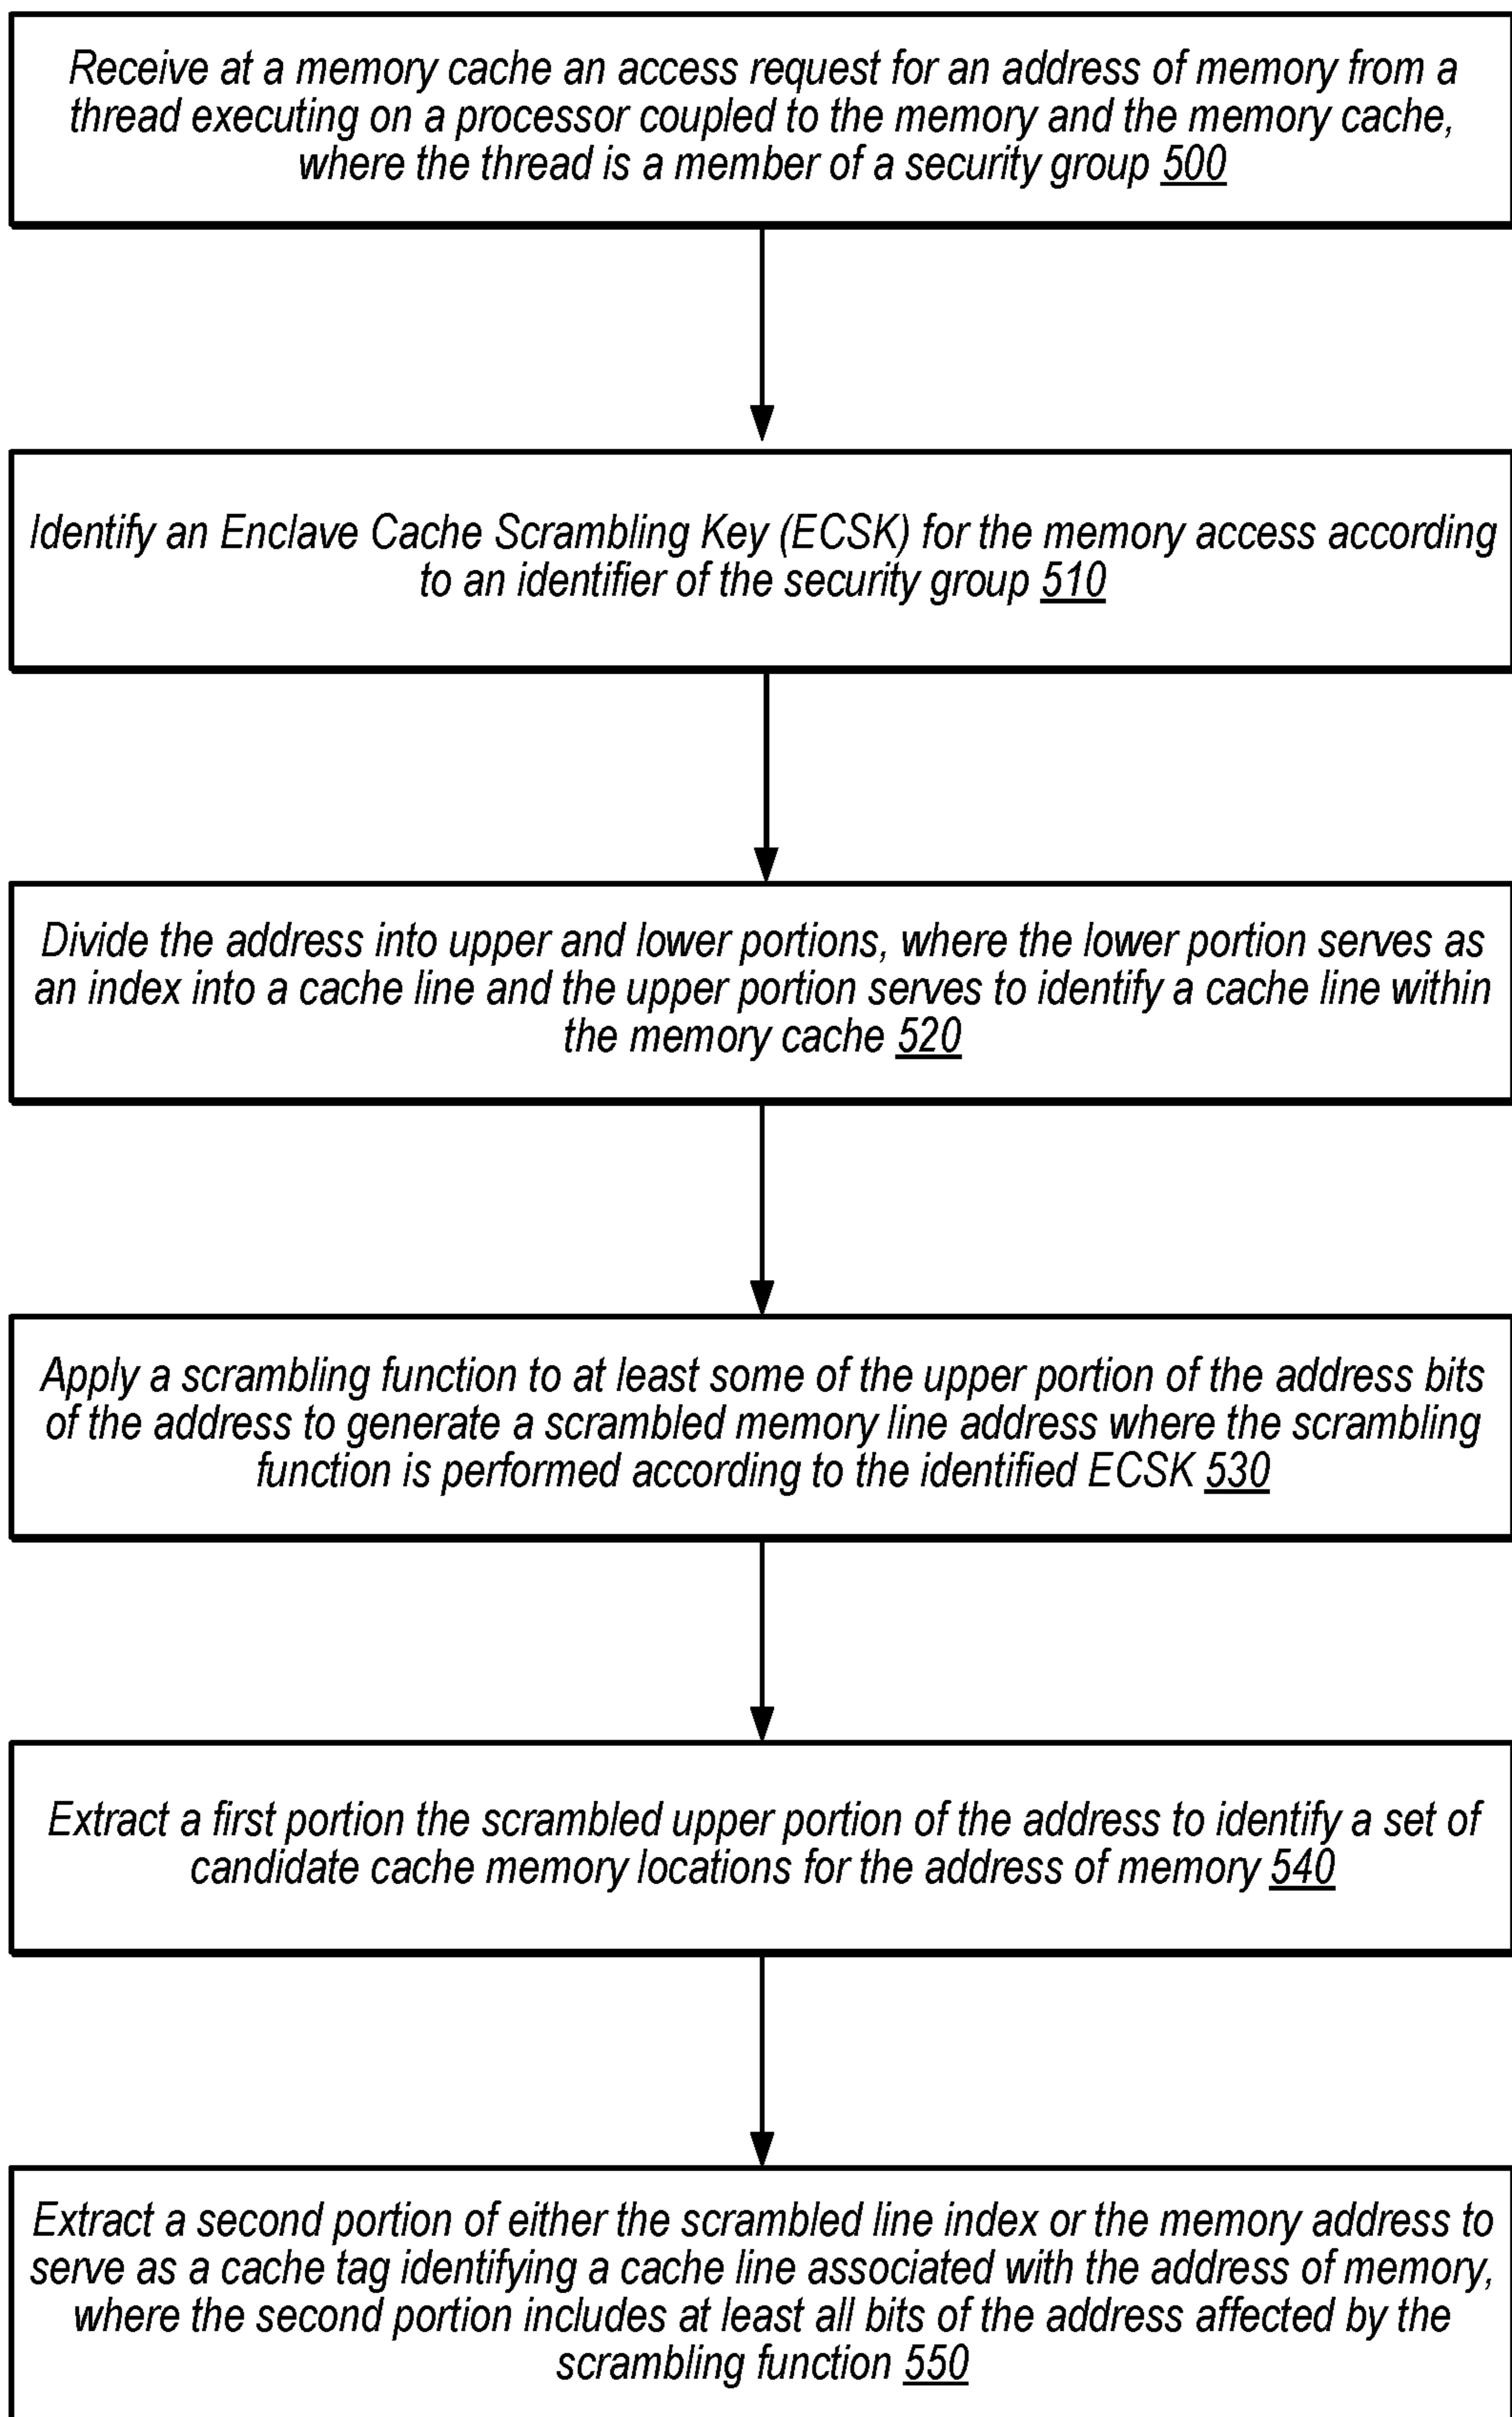 Receive at a memory cache an access request for an address of memory from a
thread executing on a processor coupled to the memory and the memory cache,
where the thread is a member of a security group 500
Identify an Enclave Cache Scrambling Key (ECSK) for the memory access according
to an identifier of the security group 510
Divide the address into upper and lower portions, where the lower portion serves as
an index into a cache line and the upper portion serves to identify a cache line within
the memory cache 520
Apply a scrambling function to at least some of the upper portion of the address bits
of the address to generate a scrambled memory line address where the scrambling
function is performed according to the identified ECSK 530
Extract a first portion the scrambled upper portion of the address to identify a set of
candidate cache memory locations for the address of memory 540
Extract a second portion of either the scrambled line index or the memory address to
serve as a cache tag identifying a cache line associated with the address of memory,
where the second portion includes at least all bits of the address affected by the
scrambling function 550